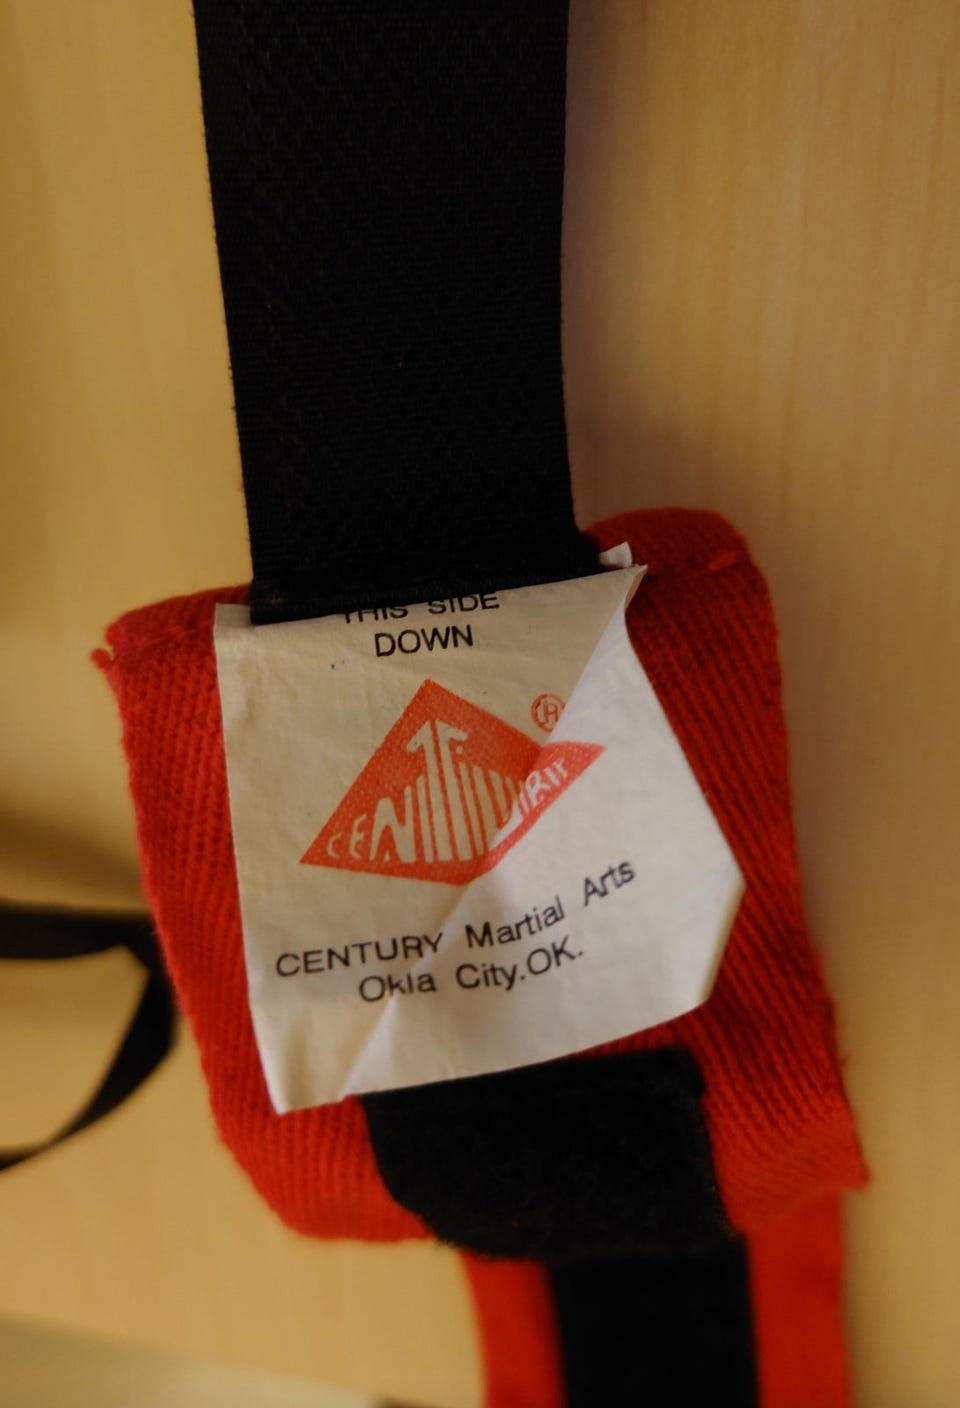 THIS SIDE
DOWN
®
CENTURY
CENTURY Martial Arts
Okla City.OK.